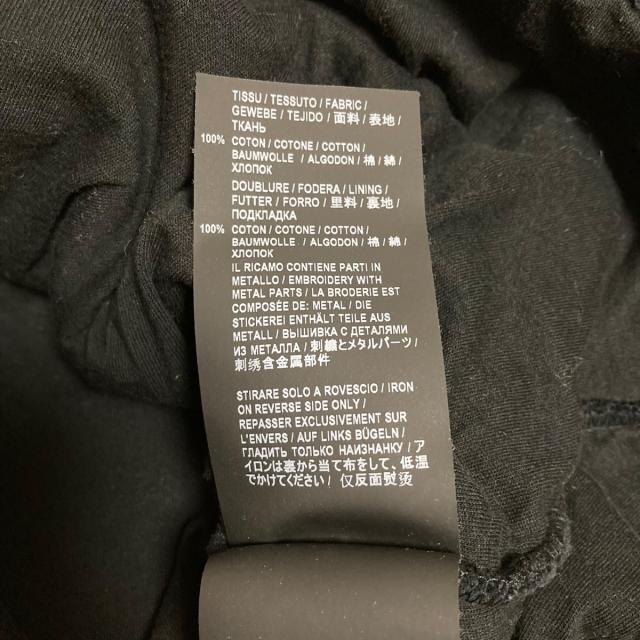 TISSU / TESSUTO / FABRIC /
GEWEBE / TEJIDO / 面料 / 表地 /
ТКАНЬ
100% COTON / COTONE / COTTON /
BAUMWOLLE / ALGODON / 棉 / 綿 /
ХЛОПОК
DOUBLURE / FODERA / LINING /
FUTTER / FORRO / 里料 / 裏地 /
ПОДКЛАДКА
100% COTON / COTONE / COTTON /
BAUMWOLLE / ALGODON / 棉 / 綿 /
ХЛОПОК
IL RICAMO CONTIENE PARTI IN
METALLO / EMBROIDERY WITH
METAL PARTS / LA BRODERIE EST
COMPOSÉE DE: METAL / DIE
STICKEREI ENTHÄLT TEILE AUS
METALL / ВЫШИВКА С ДЕТАЛЯМИ
ИЗ МЕТАЛЛА / 刺繍とメタルパーツ /
刺绣含金属部件
STIRARE SOLO A ROVESCIO / IRON
ON REVERSE SIDE ONLY /
REPASSER EXCLUSIVEMENT SUR
L'ENVERS / AUF LINKS BÜGELN /
ГЛАДИТЬ ТОЛЬКО НАИЗНАНКУ / ア
イロンは裏から当て布をして、低温
でかけてください / 仅反面熨烫